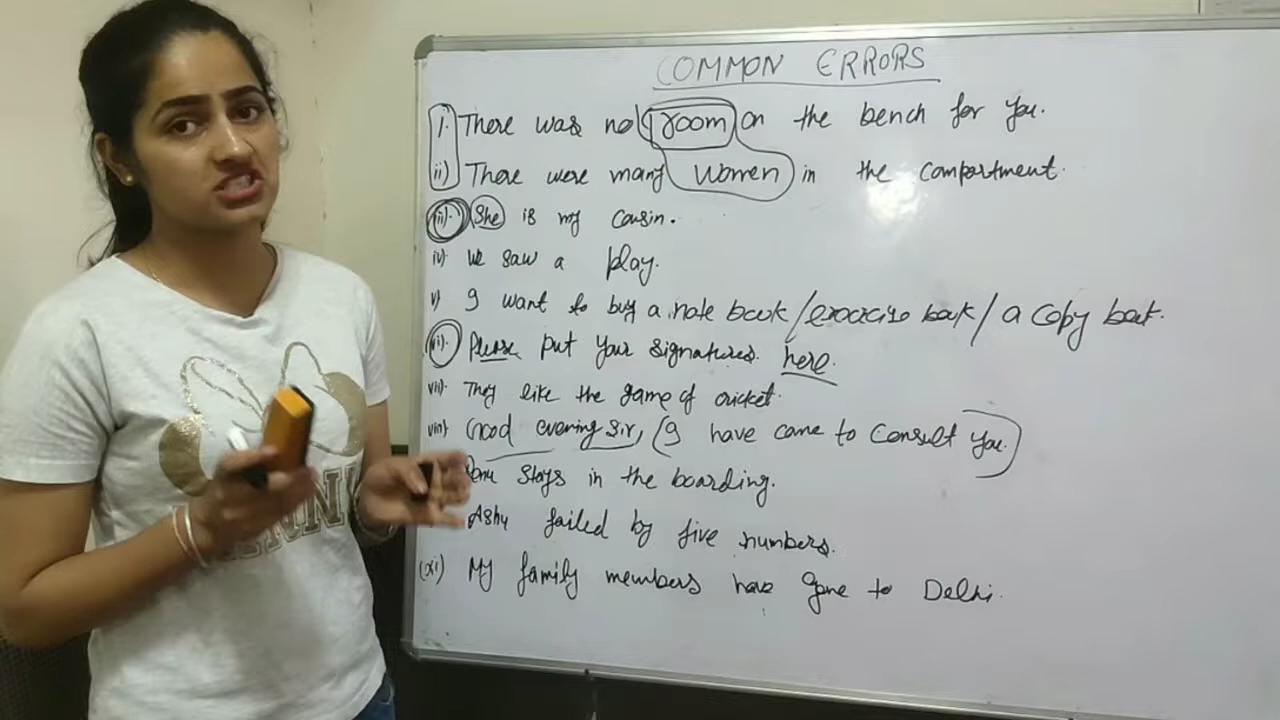 COMMON ERRORS
i. There was no room on the bench for you.
ii) There were many women in the compartment.
iii). She is my cousin.
iv) We saw a play.
v) I want to buy a note book/exercise book/a copy book.
vi). Please put your signatures here.
vii). They like the game of cricket.
viii) Good evening sir, I have come to consult you.
stays in the boarding.
Ashu failed by five numbers.
(xi) My family members have gone to Delhi.